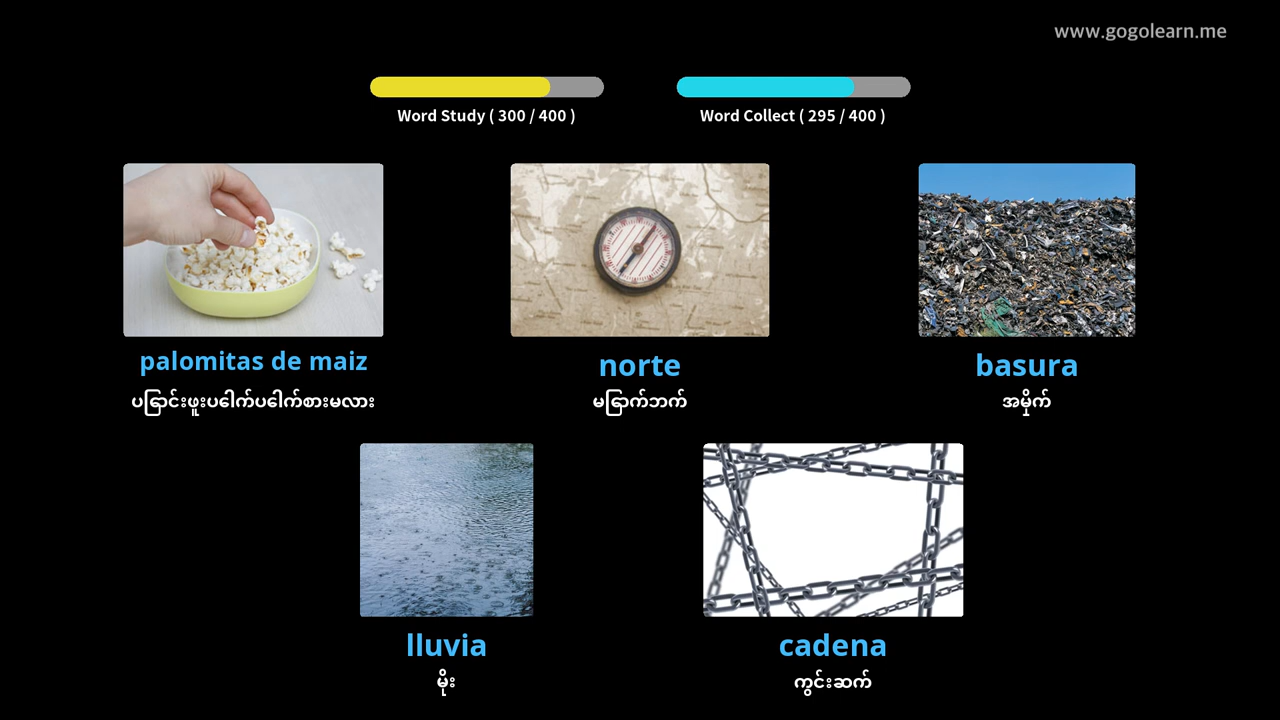 www.gogolearn.me
Word Study ( 300 / 400 )
Word Collect ( 295 / 400 )
palomitas de maiz
ပြောင်းဖူးပေါက်ပေါက်စားမလား
norte
မြောက်ဘက်
basura
အမှိုက်
lluvia
မိုး
cadena
ကွင်းဆက်